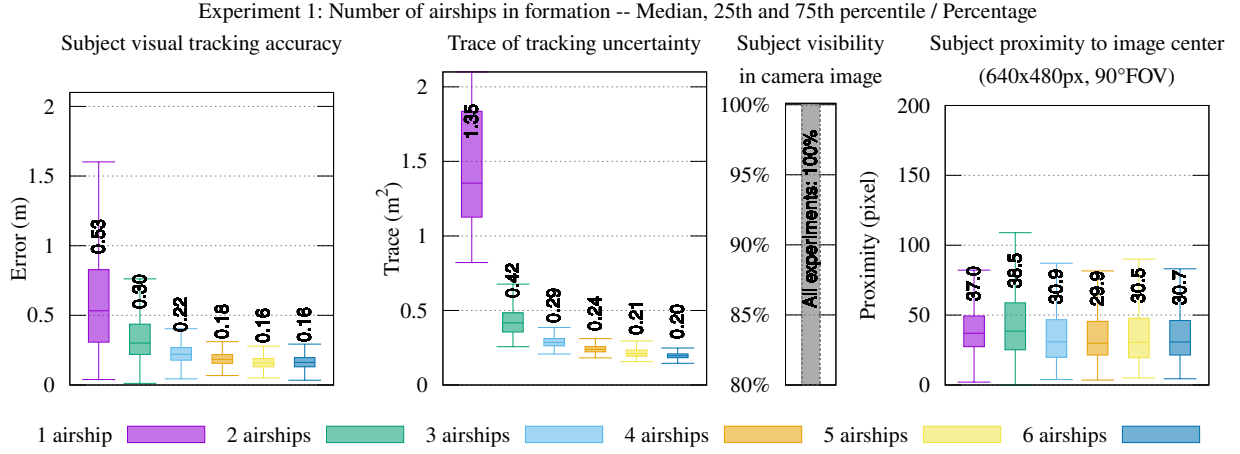 Experiment 1: Number of airships in formation -- Median, 25th and 75th percentile / Percentage
Subject visual tracking accuracy
Error (m)
2
1.5
1
0.5
0
0.53
0.30
0.22
0.18
0.16
0.16
Trace of tracking uncertainty
Trace (m²)
2
1.5
1
0.5
0
1.35
0.42
0.29
0.24
0.21
0.20
Subject visibility
in camera image
100%
95%
90%
85%
80%
All experiments: 100%
Subject proximity to image center
(640x480px, 90°FOV)
Proximity (pixel)
200
150
100
50
0
37.0
38.5
30.9
29.9
30.5
30.7
1 airship
2 airships
3 airships
4 airships
5 airships
6 airships